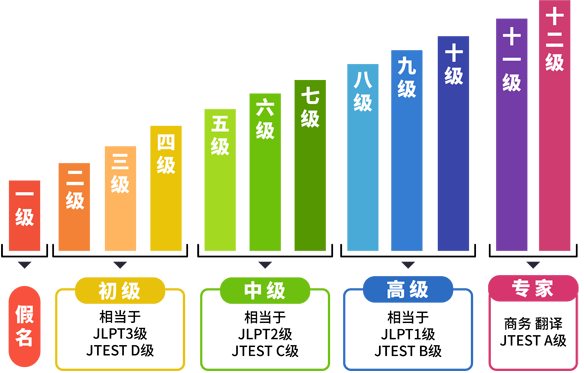 一级
二级
三级
四级
五级
六级
七级
八级
九级
十级
十一级
十二级
假名
初级
相当于
JLPT3级
JTEST D级
中级
相当于
JLPT2级
JTEST C级
高级
相当于
JLPT1级
JTEST B级
专家
商务 翻译
JTEST A级